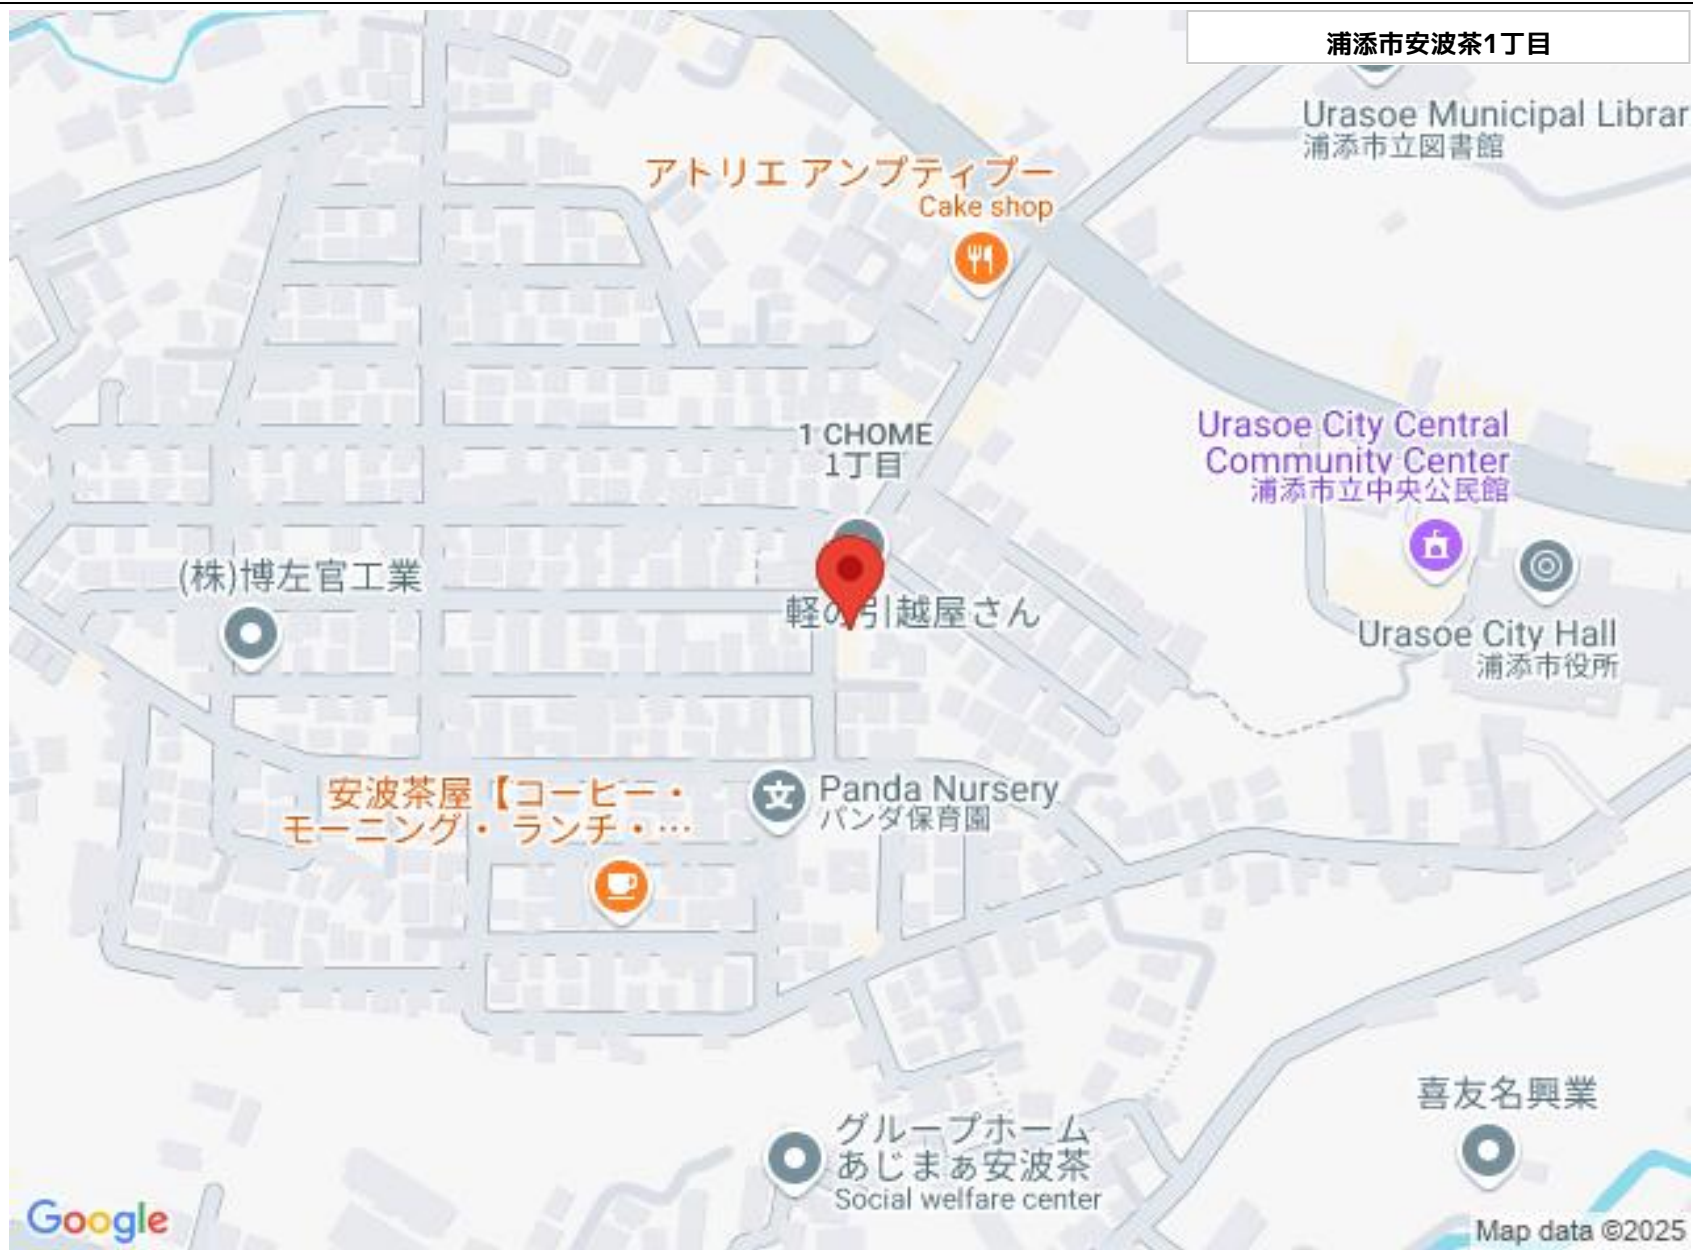 浦添市安波茶1丁目
Urasoe Municipal Librar
浦添市立図書館
アトリエ アンプティプー
Cake shop
1 CHOME
1丁目
Urasoe City Central
Community Center
浦添市立中央公民館
(株)博左官工業
軽の引越屋さん
Urasoe City Hall
浦添市役所
安波茶屋【コーヒー・
モーニング・ ランチ・…
Panda Nursery
パンダ保育園
喜友名興業
グループホーム
あじまぁ安波茶
Social welfare center
Google
Map data ©2025